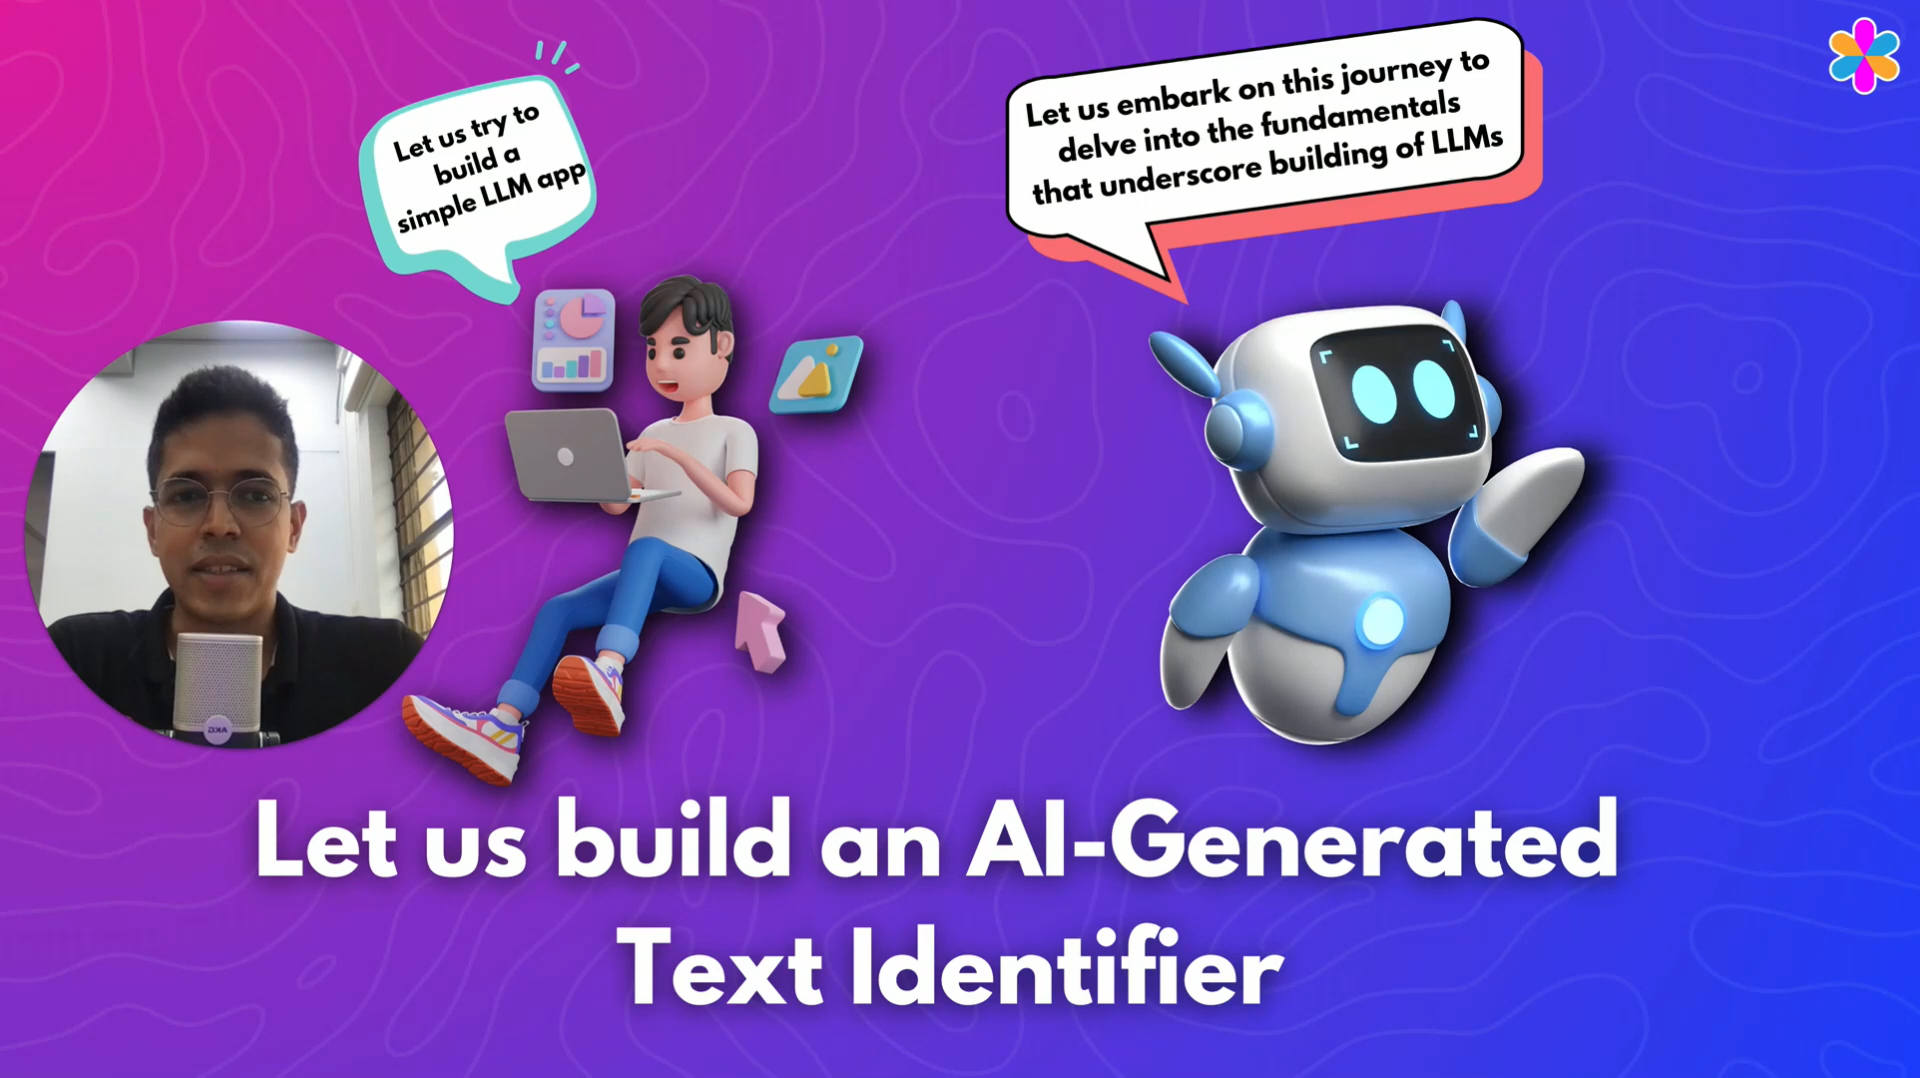 Let us try to
build a
simple LLM app
Let us embark on this journey to
delve into the fundamentals
that underscore building of LLMs
Let us build an AI-Generated
Text Identifier